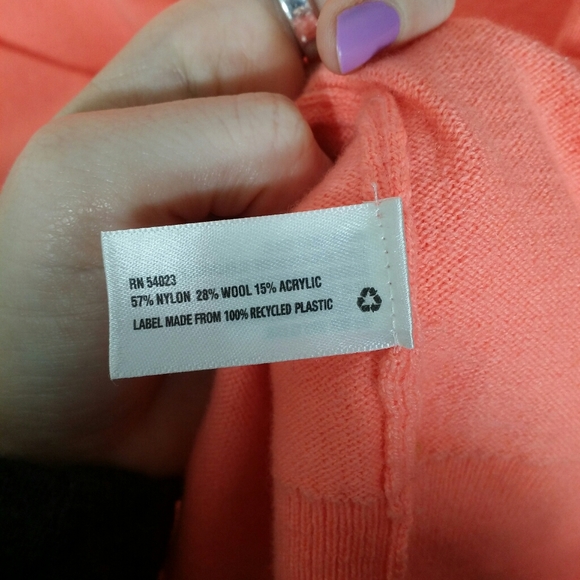 RN 54023
57% NYLON 28% WOOL 15% ACRYLIC
LABEL MADE FROM 100% RECYCLED PLASTIC